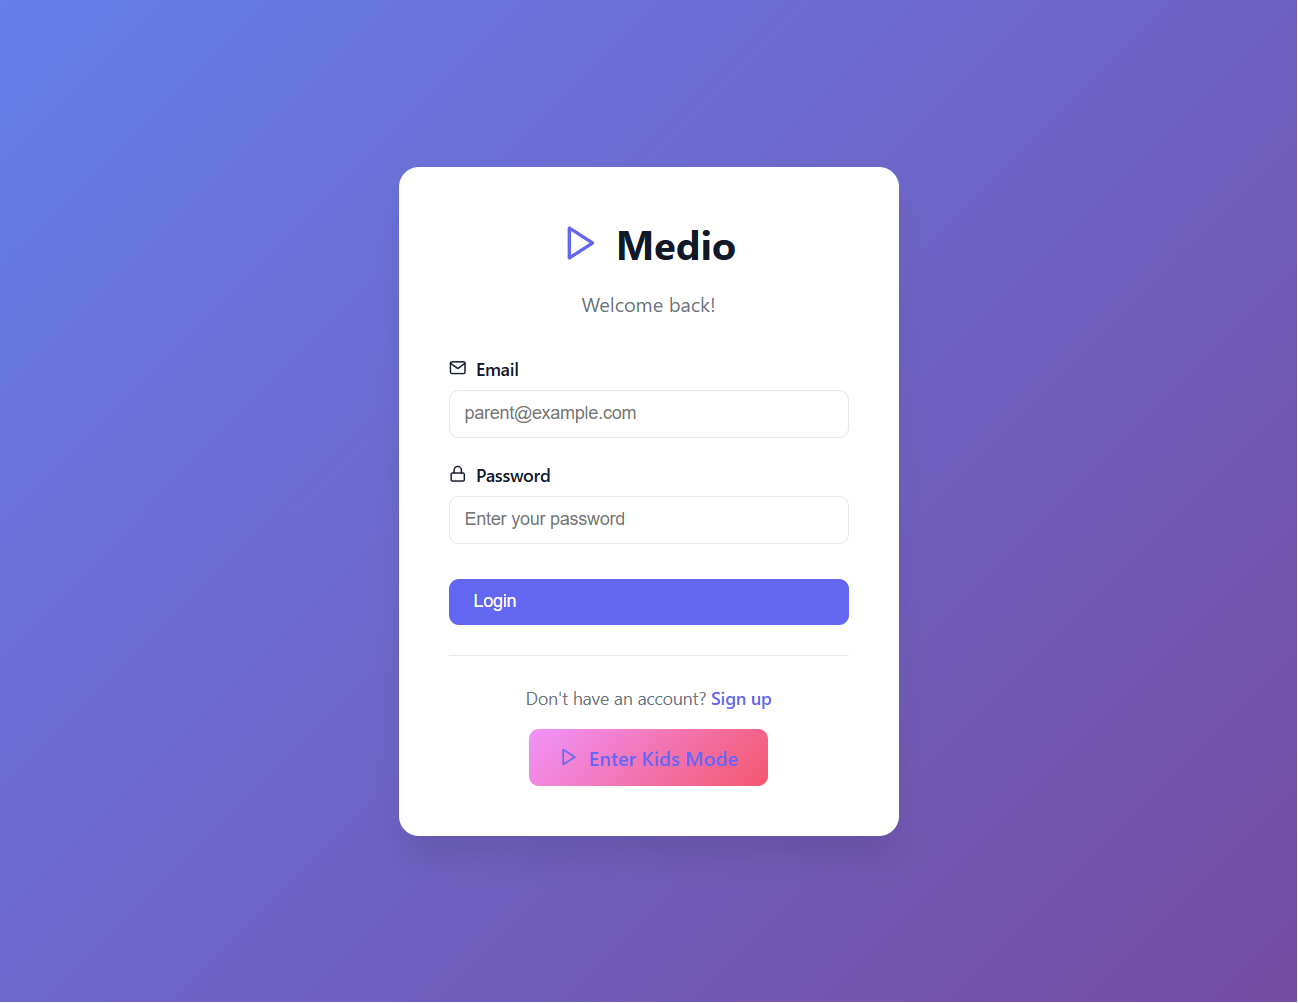 Medio
Welcome back!
Email
parent@example.com
Password
Enter your password
Login
Don't have an account? Sign up
Enter Kids Mode